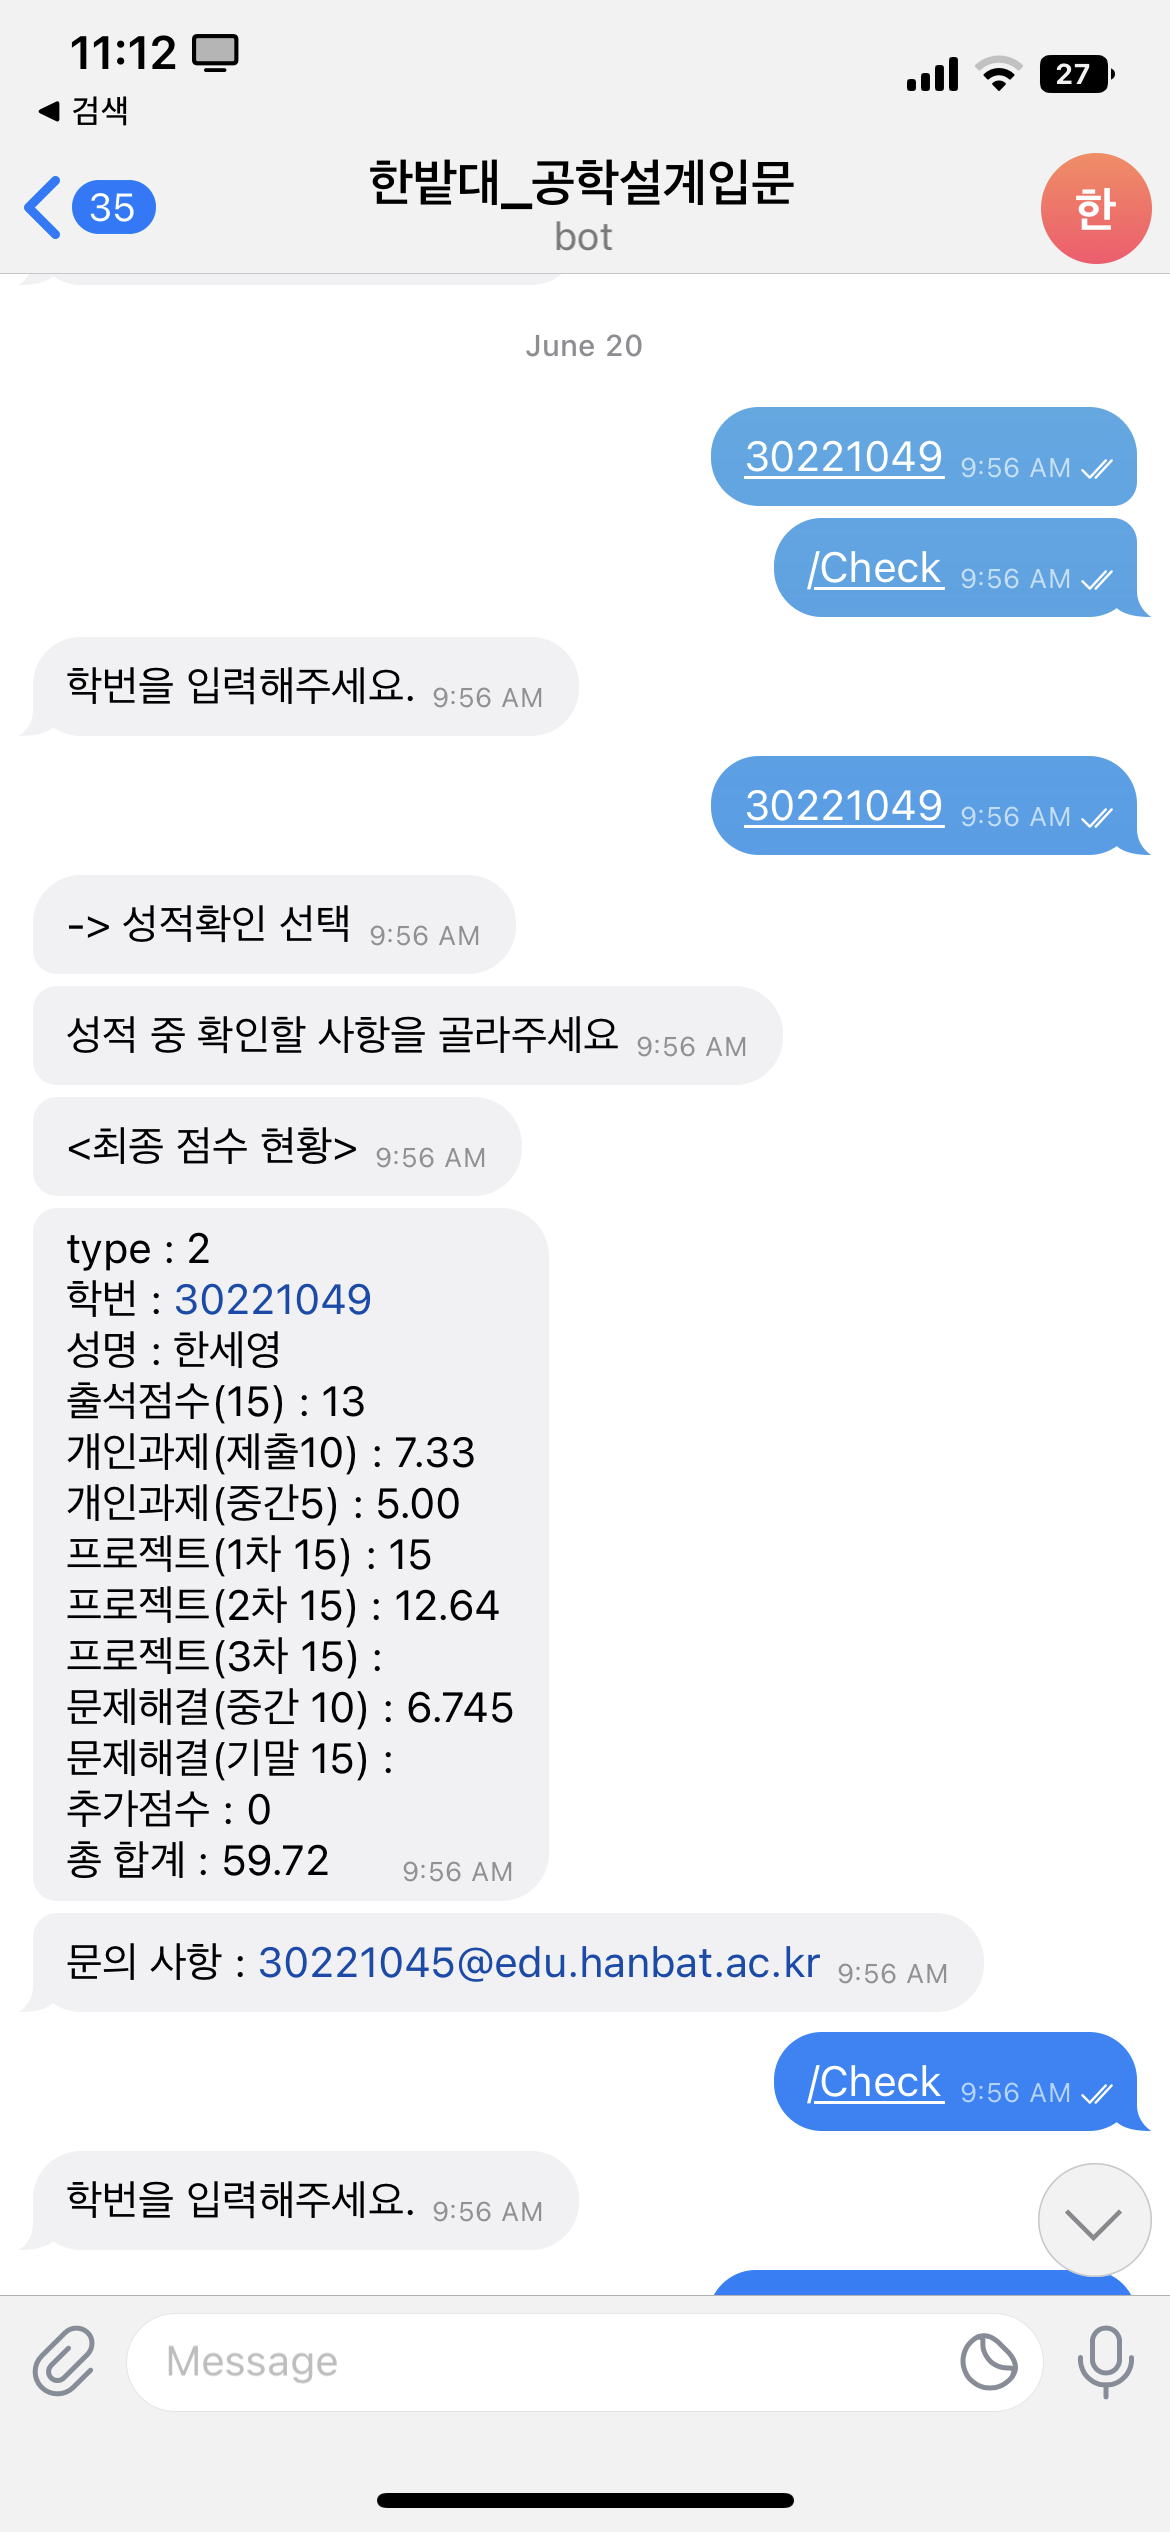 11:12
27
검색
35
한밭대_공학설계입문
bot
한
June 20
30221049 9:56 AM
/Check 9:56 AM
학번을 입력해주세요. 9:56 AM
30221049 9:56 AM
-> 성적확인 선택 9:56 AM
성적 중 확인할 사항을 골라주세요 9:56 AM
<최종 점수 현황> 9:56 AM
type : 2
학번 : 30221049
성명 : 한세영
출석점수(15) : 13
개인과제(제출10) : 7.33
개인과제(중간5) : 5.00
프로젝트(1차 15) : 15
프로젝트(2차 15) : 12.64
프로젝트(3차 15) :
문제해결(중간 10) : 6.745
문제해결(기말 15) :
추가점수 : 0
총 합계 : 59.72 9:56 AM
문의 사항 : 30221045@edu.hanbat.ac.kr 9:56 AM
/Check 9:56 AM
학번을 입력해주세요. 9:56 AM
Message